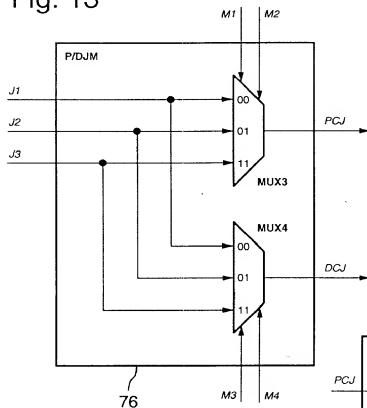 Fig. 13
M1 M2
P/DJM
J1
00
J2
01
PCJ
J3
11
MUX3
MUX4
00
01
DCJ
11
M3 M4
PCJ
76